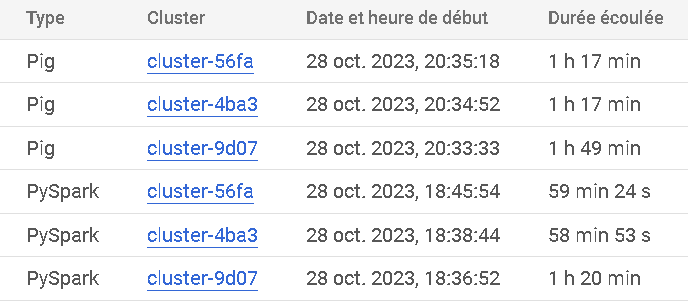 Type Cluster Date et heure de début Durée écoulée
Pig cluster-56fa 28 oct. 2023, 20:35:18 1 h 17 min
Pig cluster-4ba3 28 oct. 2023, 20:34:52 1 h 17 min
Pig cluster-9d07 28 oct. 2023, 20:33:33 1 h 49 min
PySpark cluster-56fa 28 oct. 2023, 18:45:54 59 min 24 s
PySpark cluster-4ba3 28 oct. 2023, 18:38:44 58 min 53 s
PySpark cluster-9d07 28 oct. 2023, 18:36:52 1 h 20 min